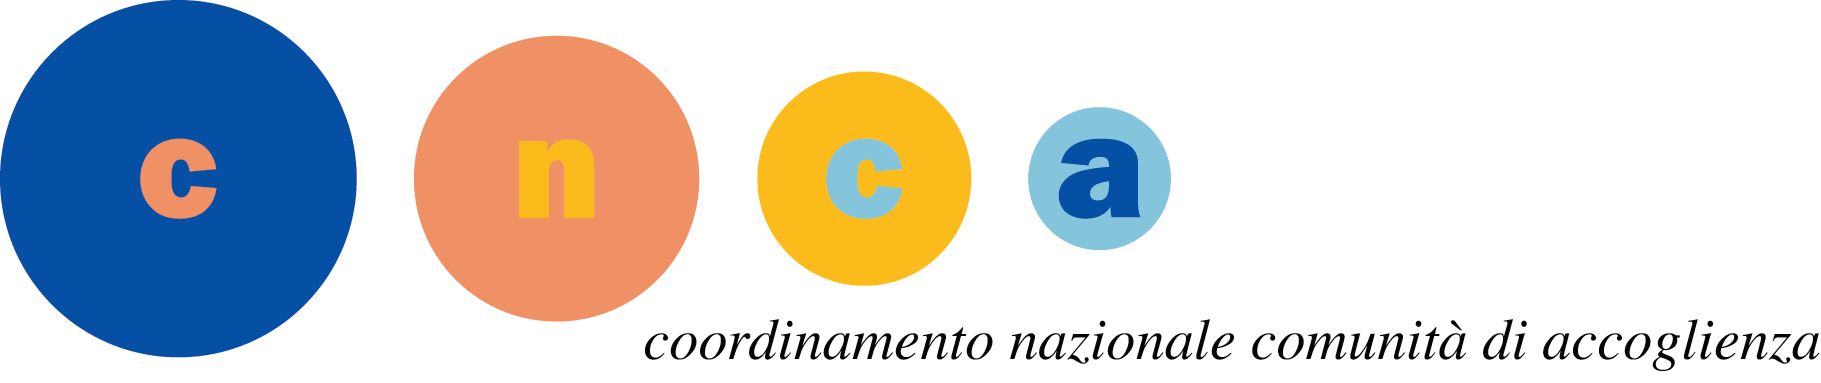 c n c a
coordinamento nazionale comunità di accoglienza